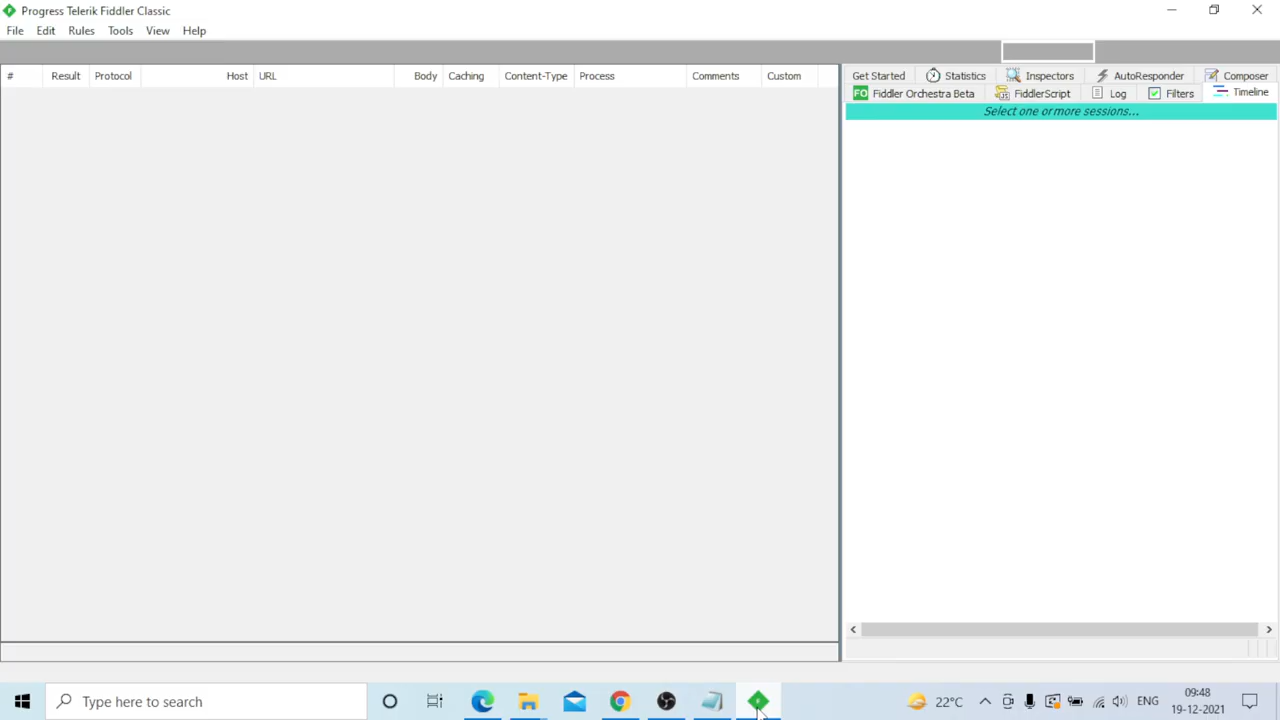 Progress Telerik Fiddler Classic
File Edit Rules Tools View Help
# Result Protocol Host URL Body Caching Content-Type Process Comments Custom
Get Started Statistics Inspectors AutoResponder Composer
FO Fiddler Orchestra Beta FiddlerScript Log Filters Timeline
Select one or more sessions...
Type here to search
22°C ENG
09:48
19-12-2021